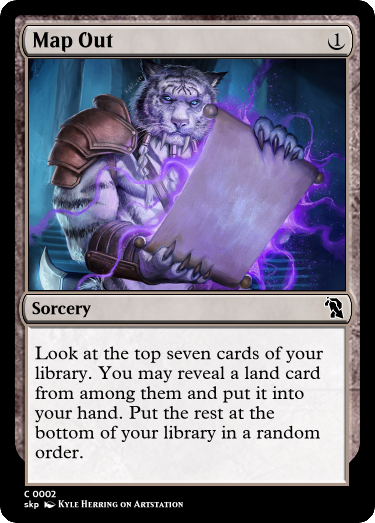 Map Out 1
Sorcery
Look at the top seven cards of your
library. You may reveal a land card
from among them and put it into
your hand. Put the rest at the
bottom of your library in a random
order.
C 0002
skp Kyle Herring on Artstation